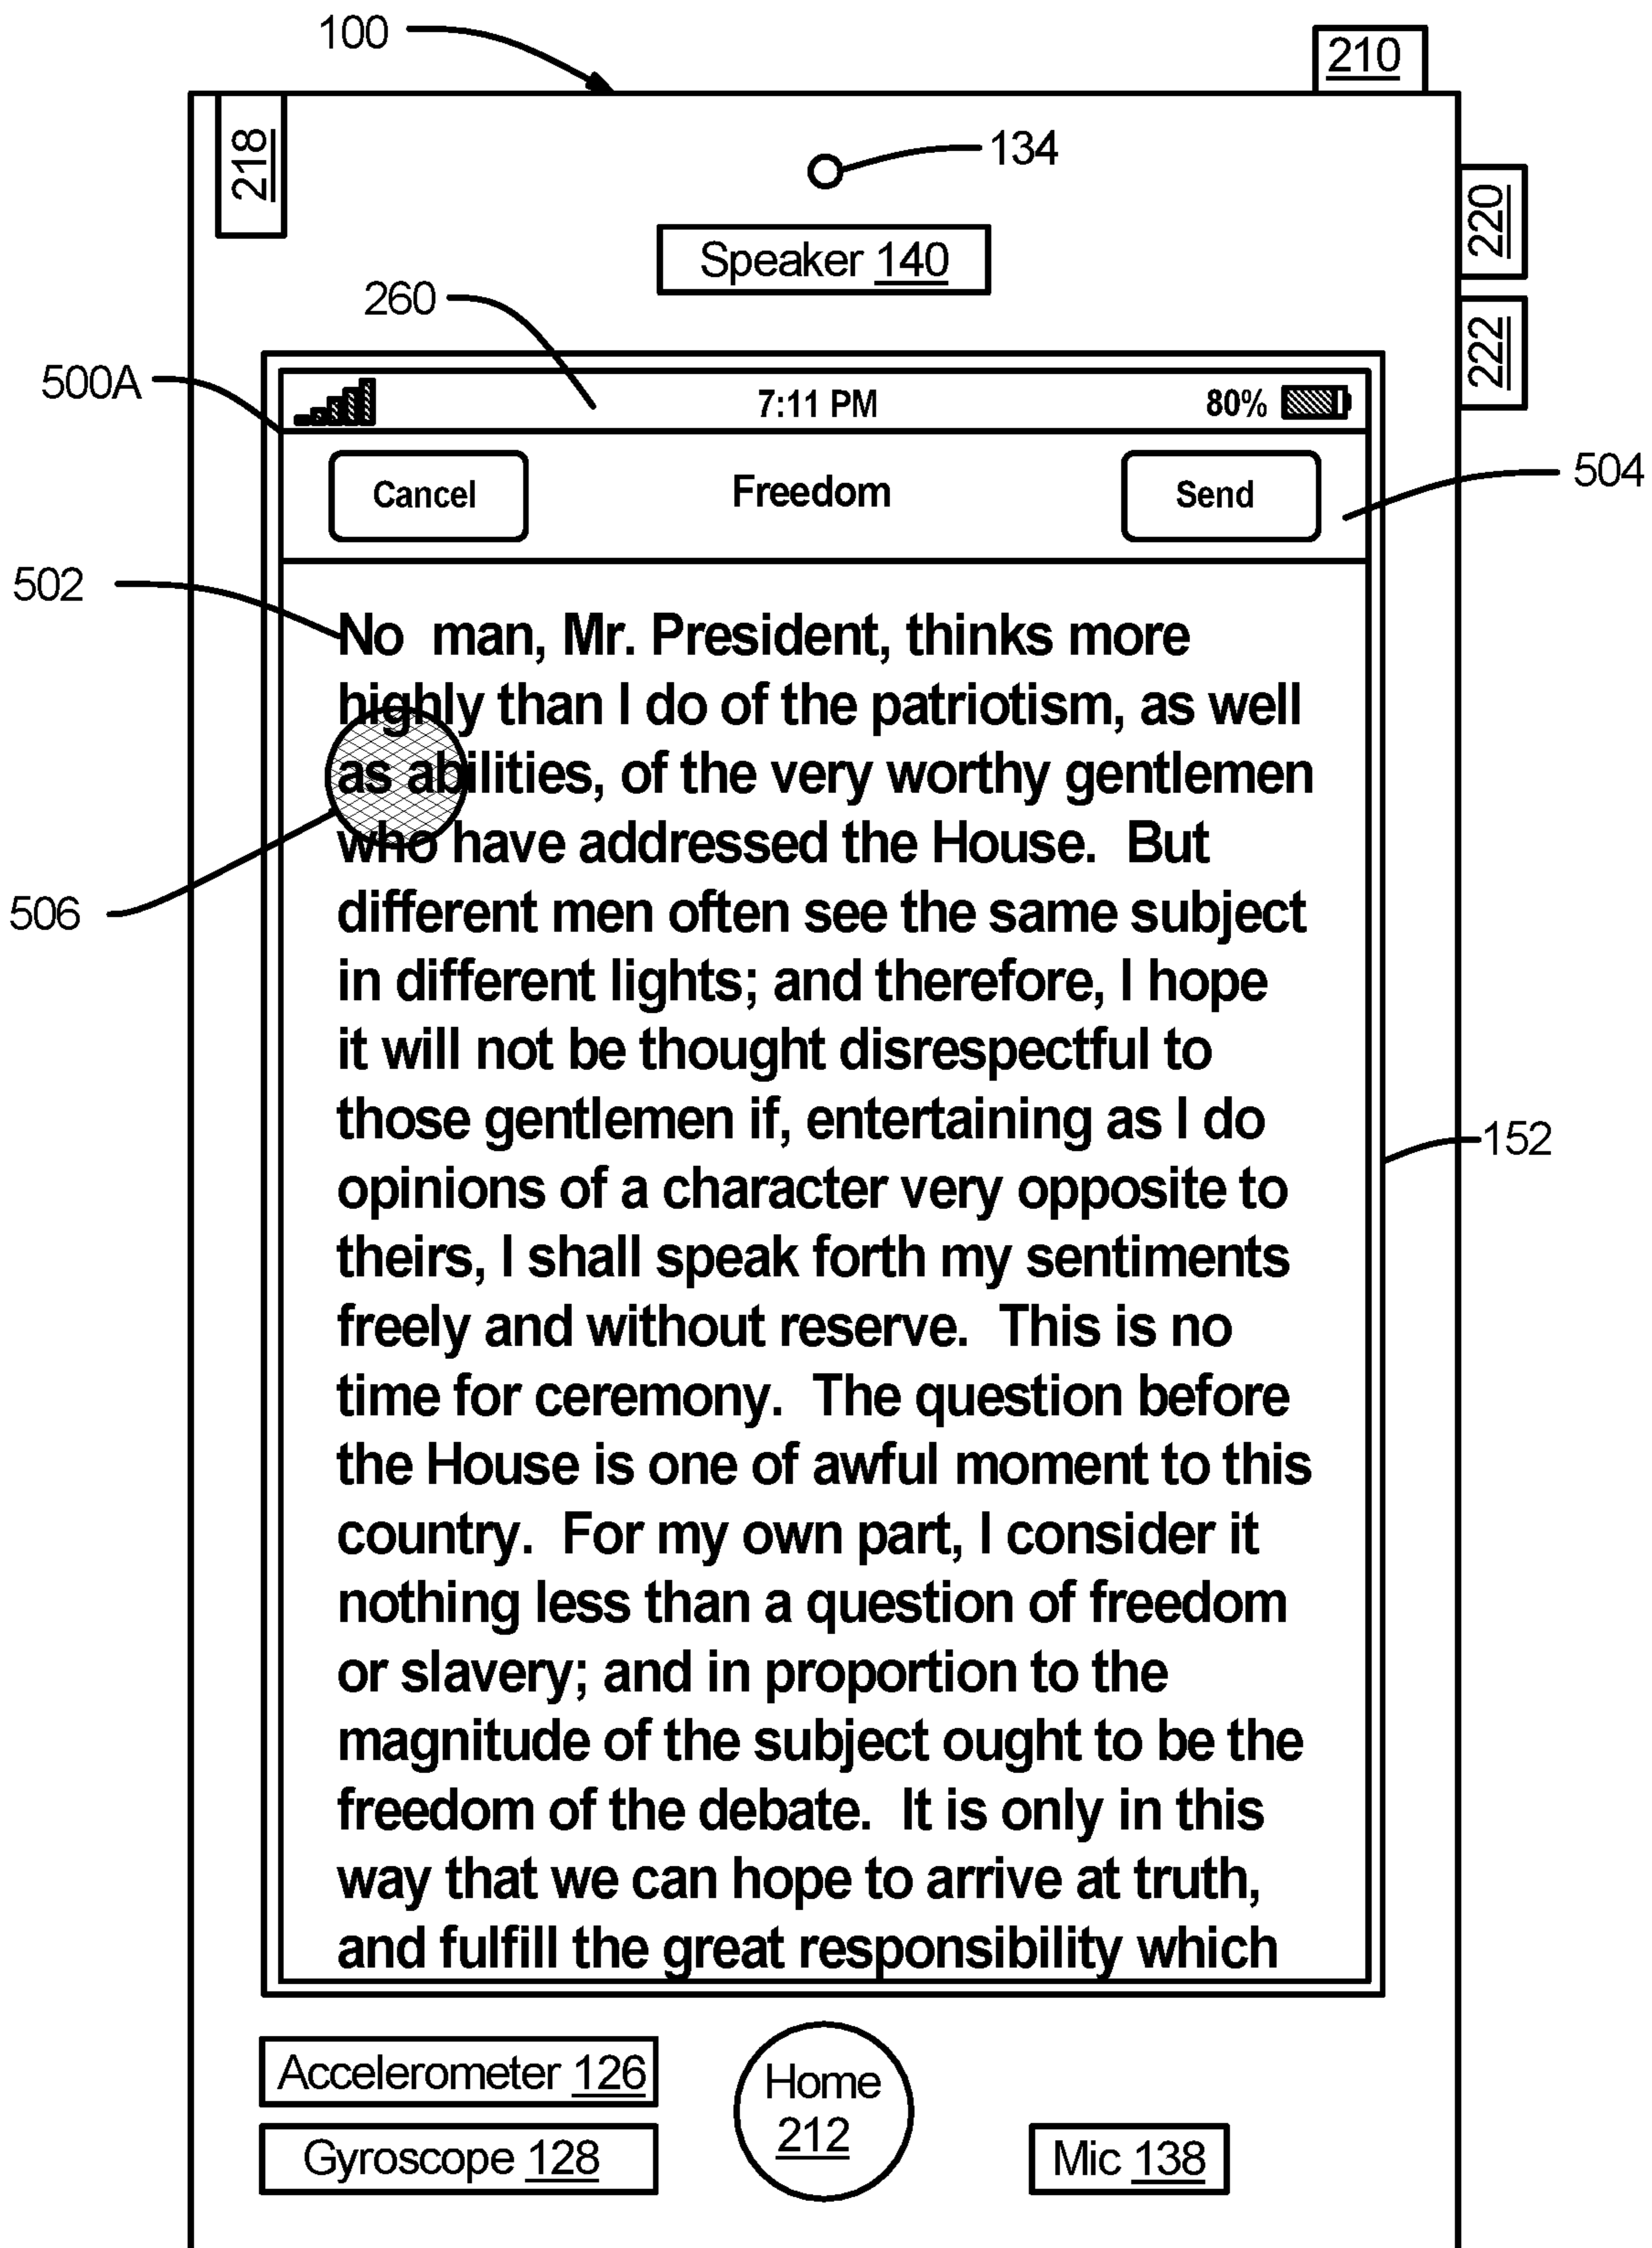 100
210
218
134
220
Speaker 140
260
222
500A
7:11 PM
80%
Cancel
Freedom
Send
504
502
No  man, Mr. President, thinks more
highly than I do of the patriotism, as well
as abilities, of the very worthy gentlemen
who have addressed the House.  But
506
different men often see the same subject
in different lights; and therefore, I hope
it will not be thought disrespectful to
those gentlemen if, entertaining as I do
152
opinions of a character very opposite to
theirs, I shall speak forth my sentiments
freely and without reserve.  This is no
time for ceremony.  The question before
the House is one of awful moment to this
country.  For my own part, I consider it
nothing less than a question of freedom
or slavery; and in proportion to the
magnitude of the subject ought to be the
freedom of the debate.  It is only in this
way that we can hope to arrive at truth,
and fulfill the great responsibility which
Accelerometer 126
Home
212
Gyroscope 128
Mic 138